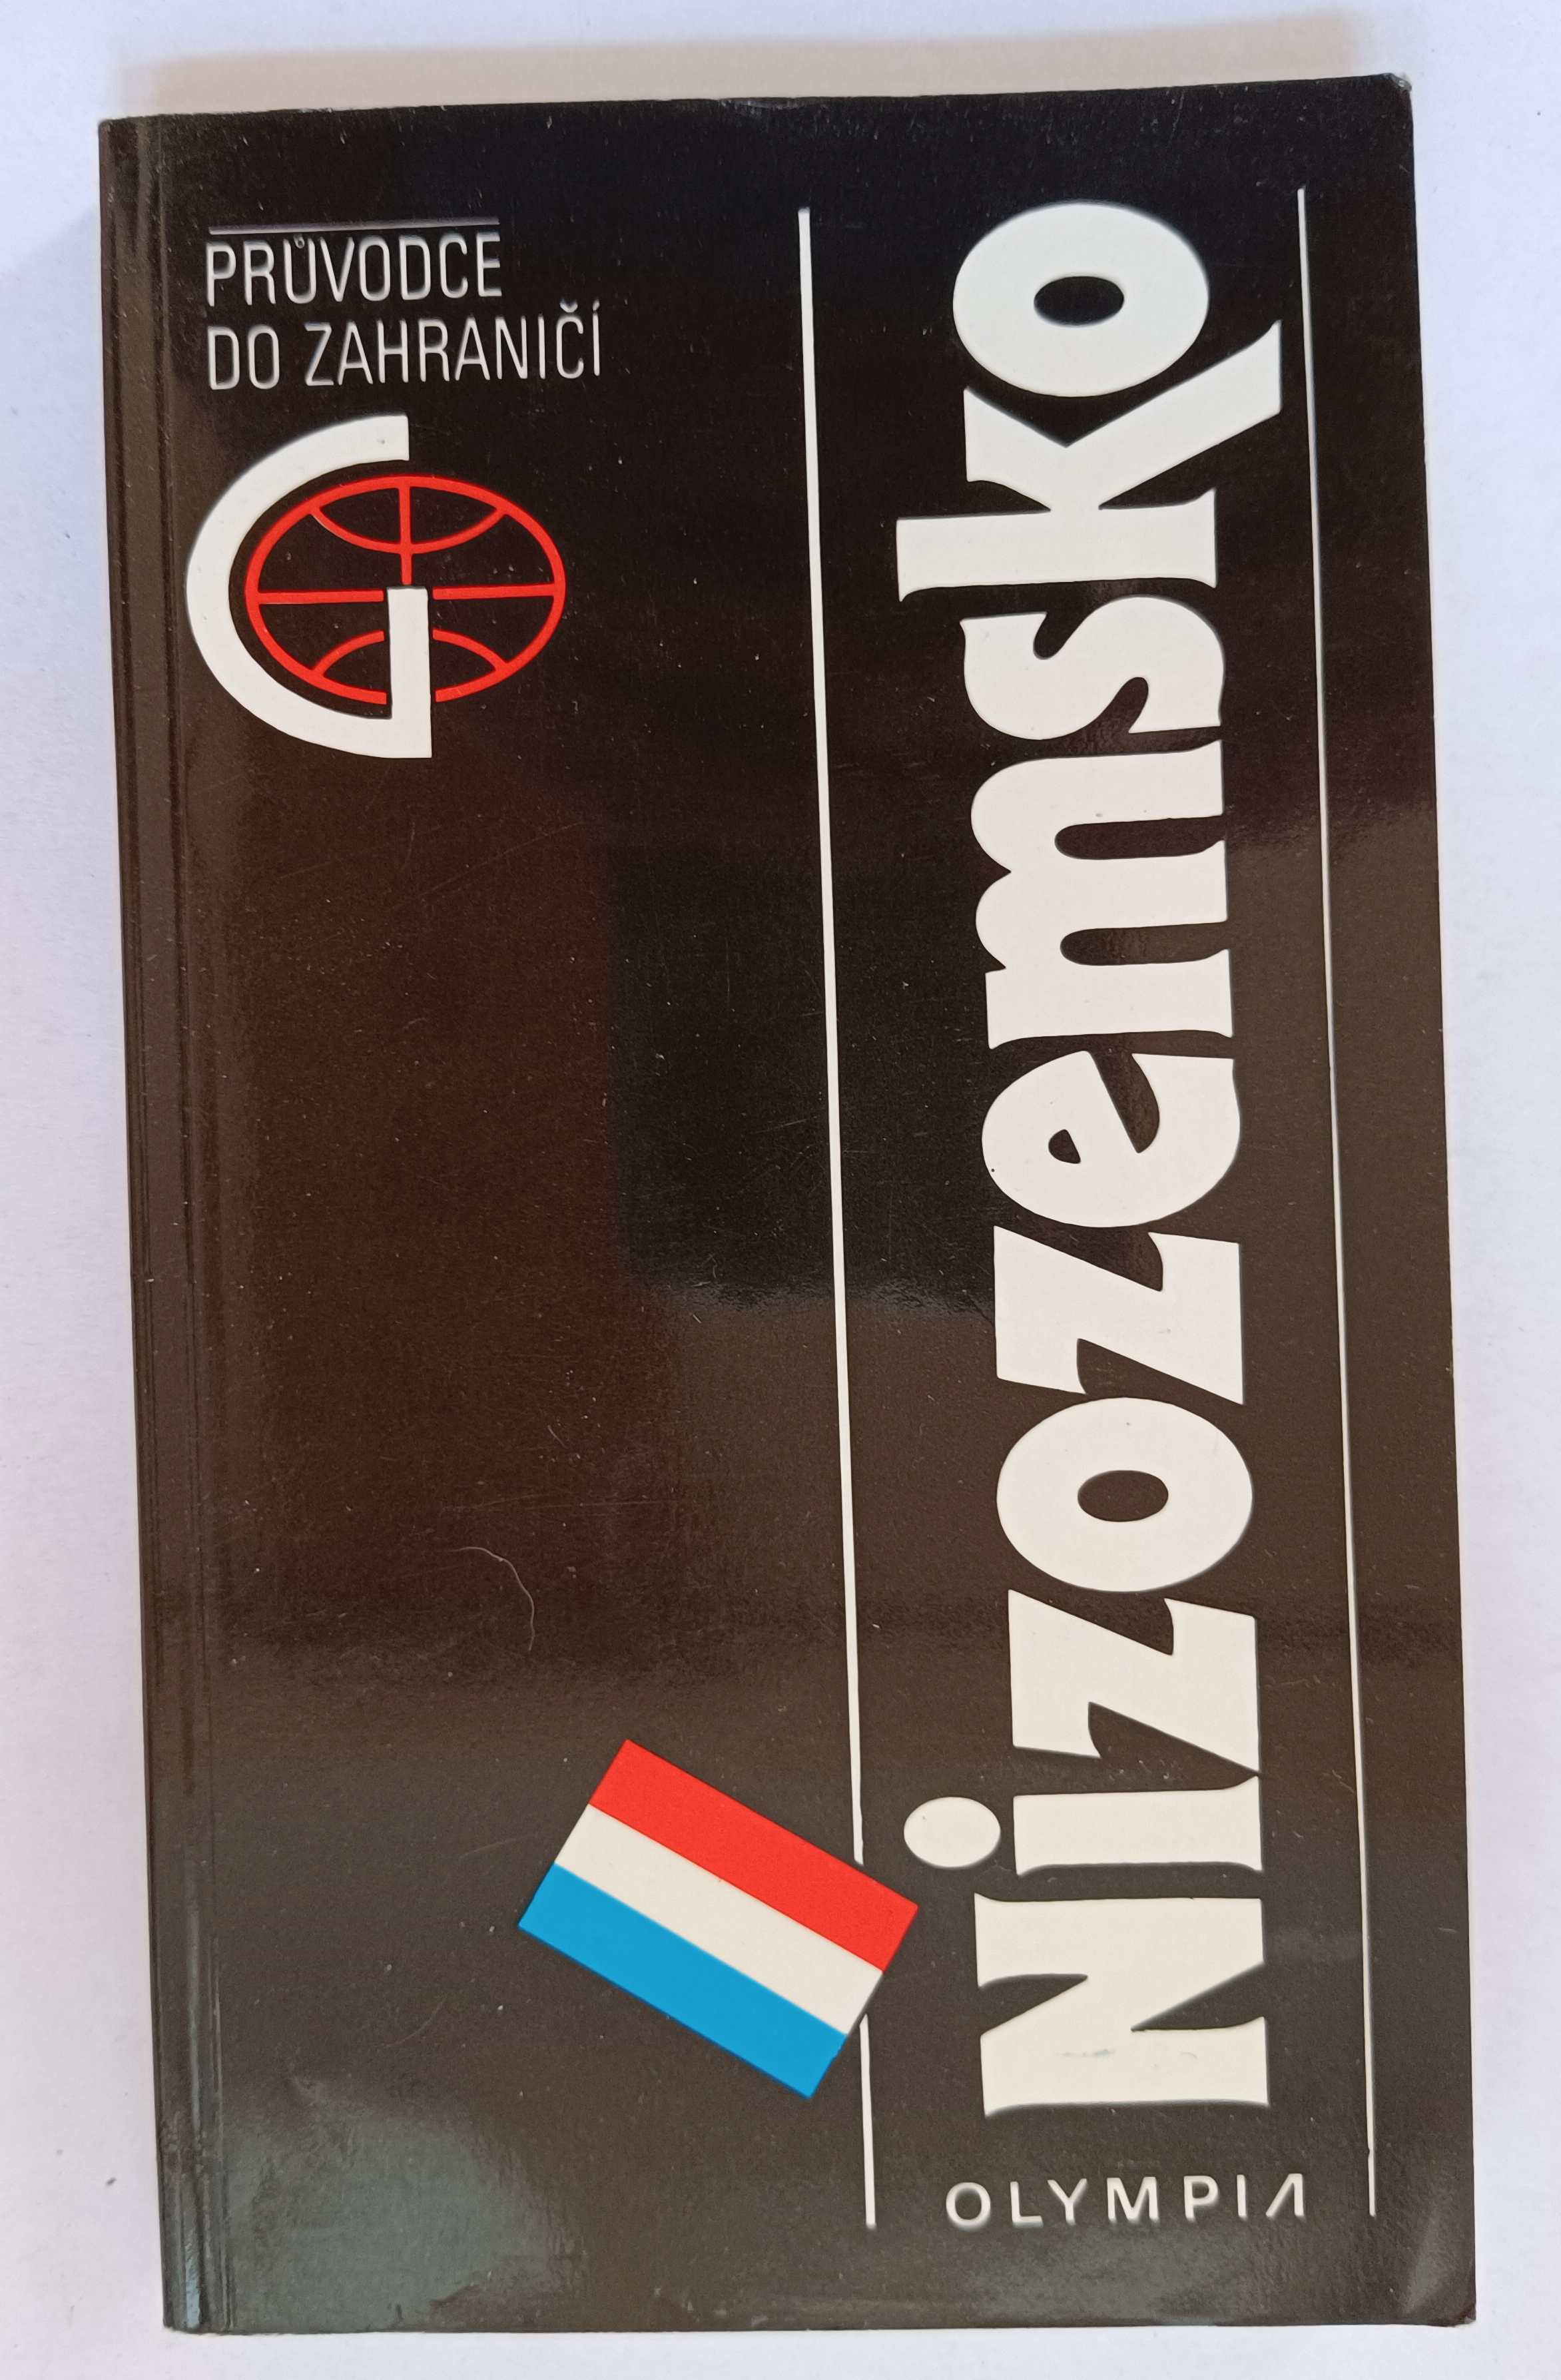 PRŮVODCE
DO ZAHRANIČÍ
Nizozemsko
OLYMPIA